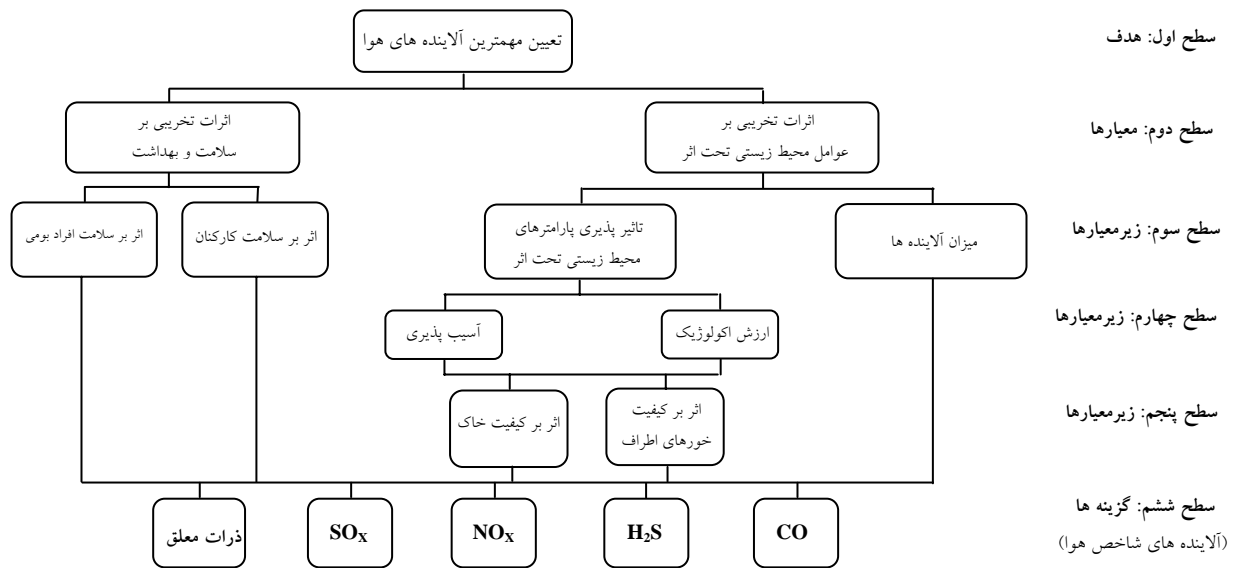 سطح اول: هدف
تعیین مهمترین آلاینده های هوا
سطح دوم: معیارها
اثرات تخریبی بر
عوامل محیط زیستی تحت اثر
اثرات تخریبی بر
سلامت و بهداشت
سطح سوم: زیرمعیارها
میزان آلاینده ها
تاثیر پذیری پارامترهای
محیط زیستی تحت اثر
اثر بر سلامت کارکنان
اثر بر سلامت افراد بومی
سطح چهارم: زیرمعیارها
ارزش اکولوژیک
آسیب پذیری
سطح پنجم: زیرمعیارها
اثر بر کیفیت
خورهای اطراف
اثر بر کیفیت خاک
سطح ششم: گزینه ها
(آلاینده های شاخص هوا)
CO
H₂S
NOX
SOX
ذرات معلق